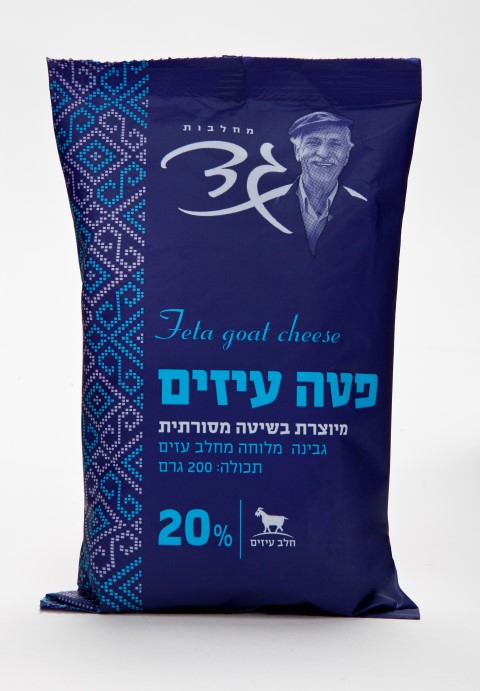 מחלבות
גד
Feta goat cheese
פטה עיזים
מיוצרת בשיטה מסורתית
גבינה מלוחה מחלב עזים
תכולה: 200 גרם
20%
חלב עיזים